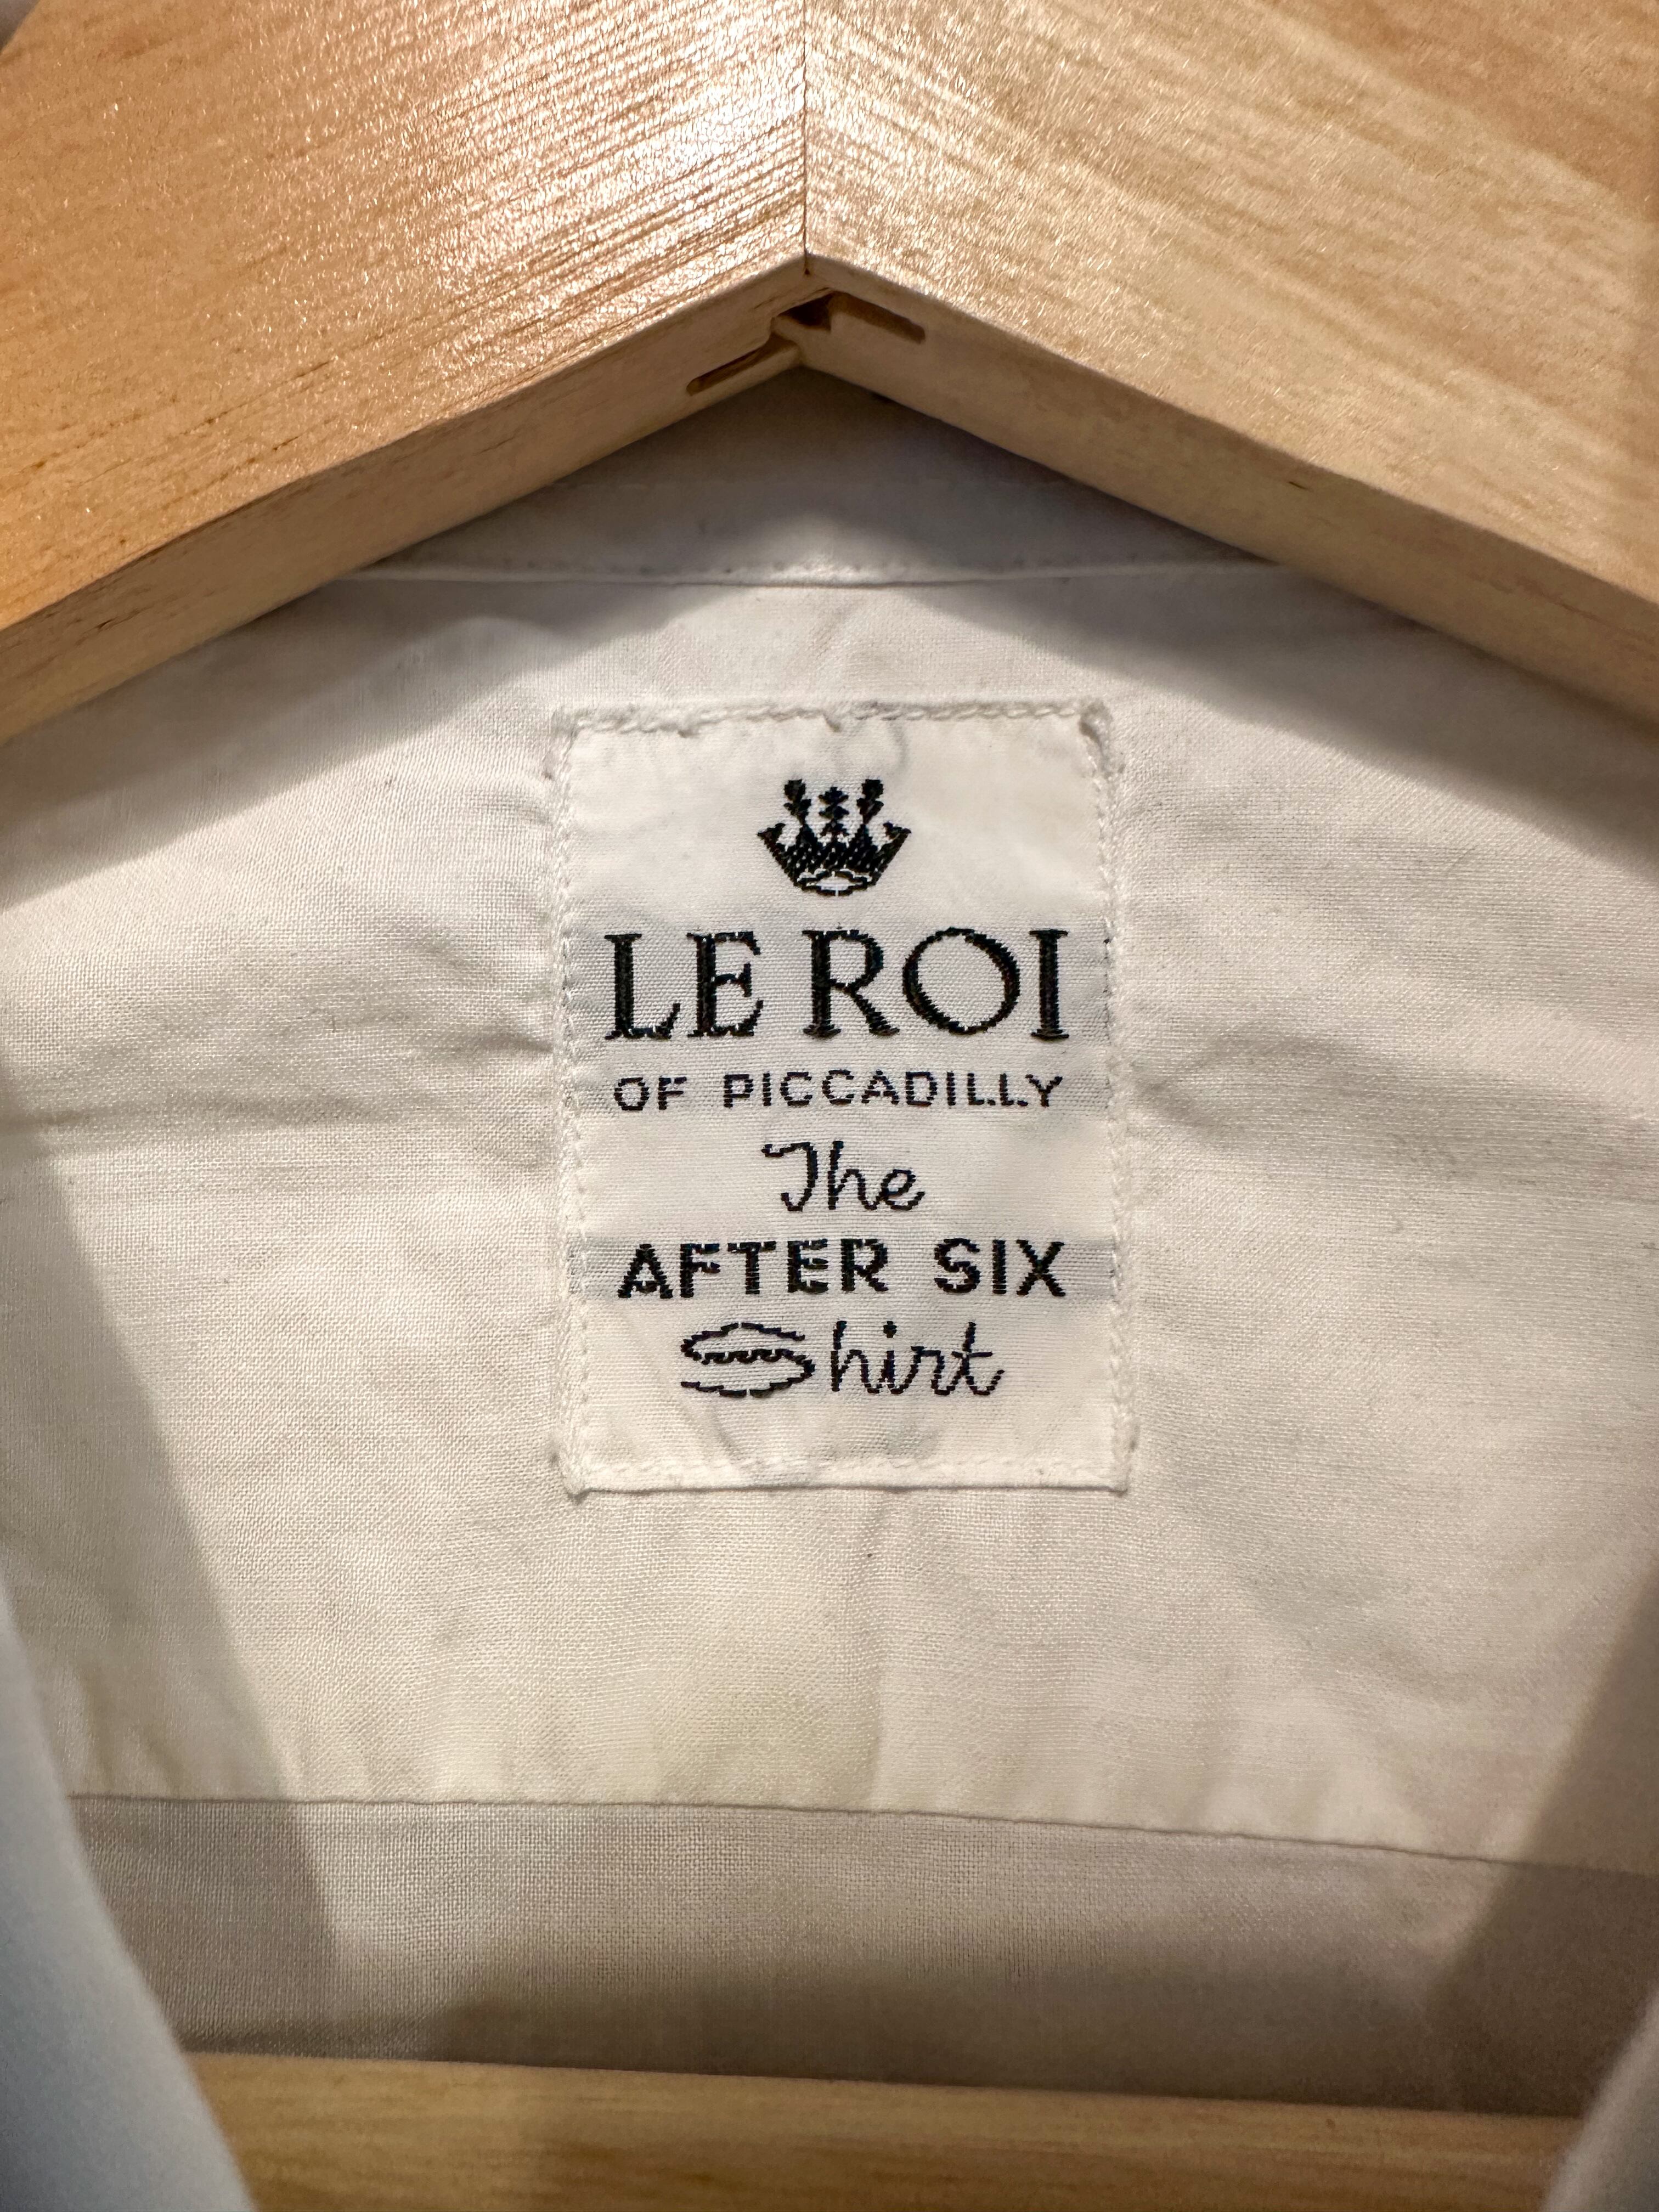 LE ROI
OF PICCADILLY
The
AFTER SIX
Shirt